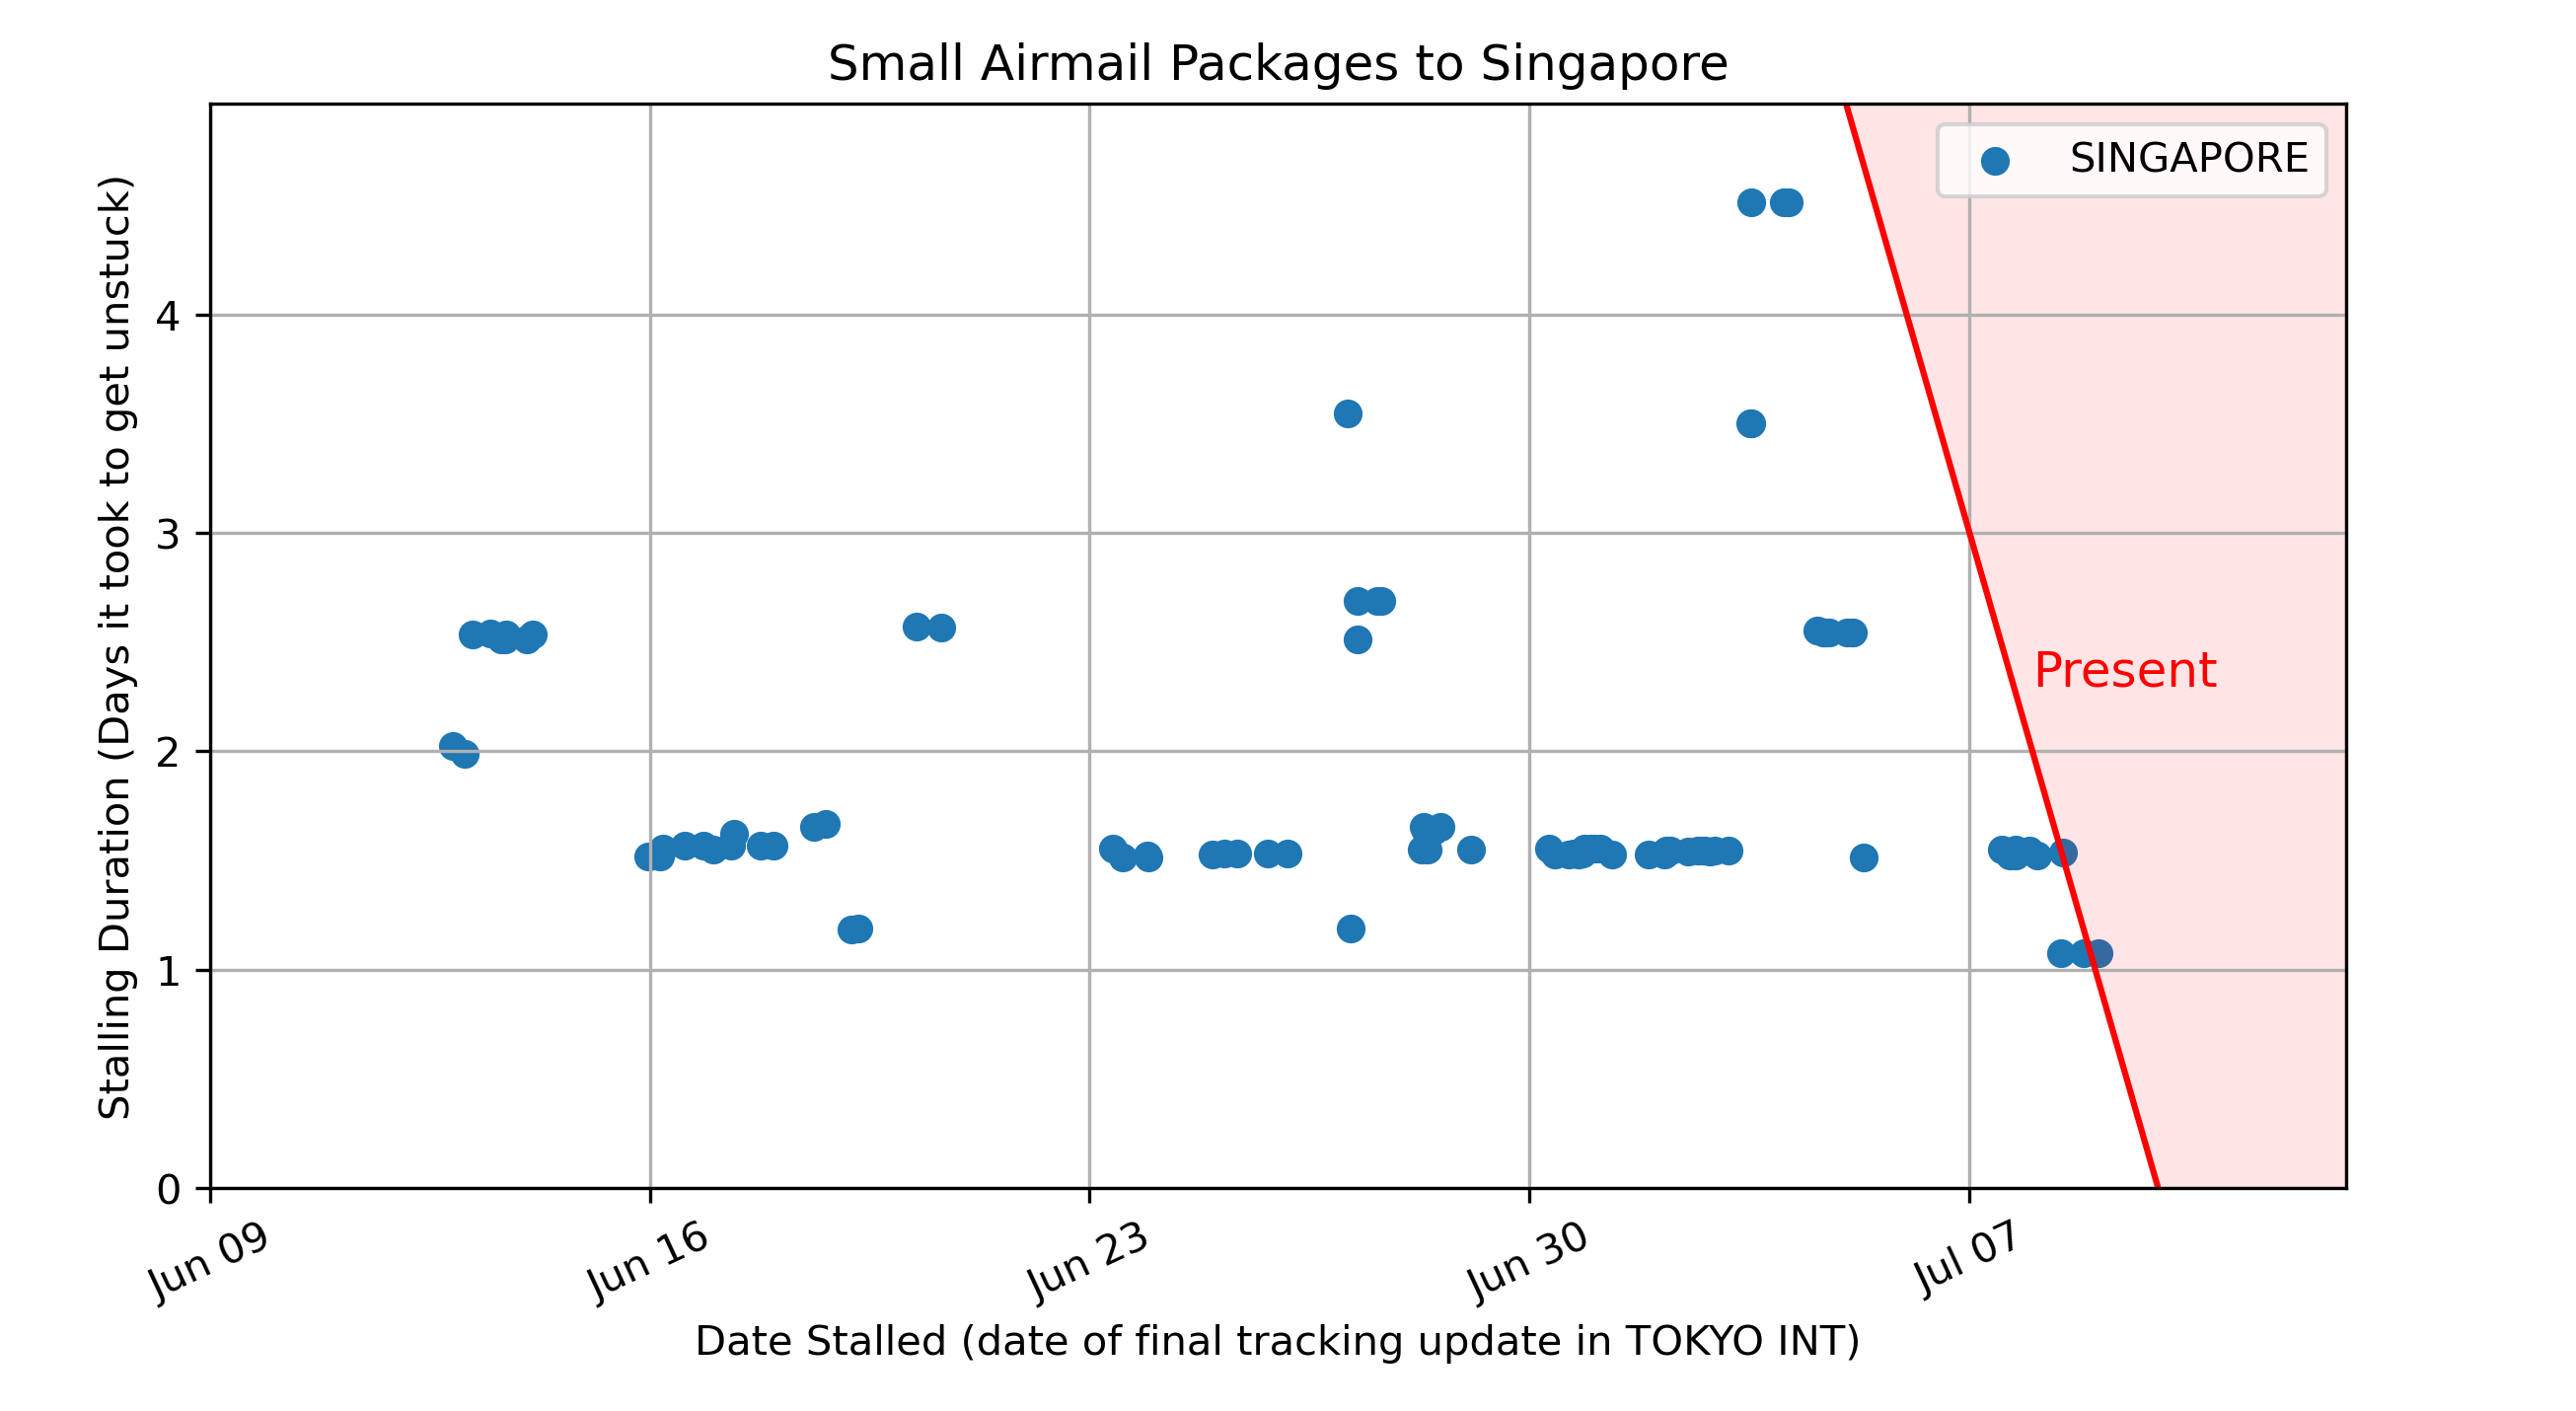 Small Airmail Packages to Singapore
SINGAPORE
Stalling Duration (Days it took to get unstuck)
4
3
2
1
0
Present
Jun 09
Jun 16
Jun 23
Jun 30
Jul 07
Date Stalled (date of final tracking update in TOKYO INT)